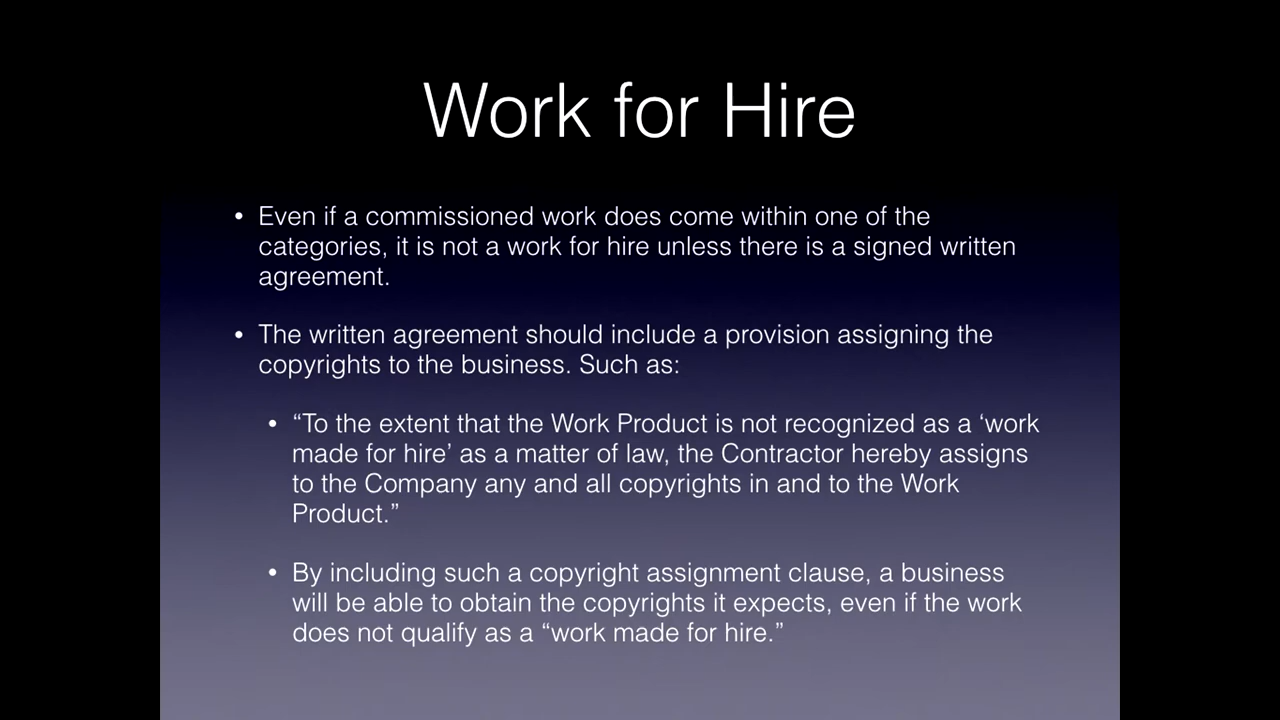 Work for Hire
• Even if a commissioned work does come within one of the
categories, it is not a work for hire unless there is a signed written
agreement.
• The written agreement should include a provision assigning the
copyrights to the business. Such as:
• “To the extent that the Work Product is not recognized as a ‘work
made for hire’ as a matter of law, the Contractor hereby assigns
to the Company any and all copyrights in and to the Work
Product.”
• By including such a copyright assignment clause, a business
will be able to obtain the copyrights it expects, even if the work
does not qualify as a “work made for hire.”